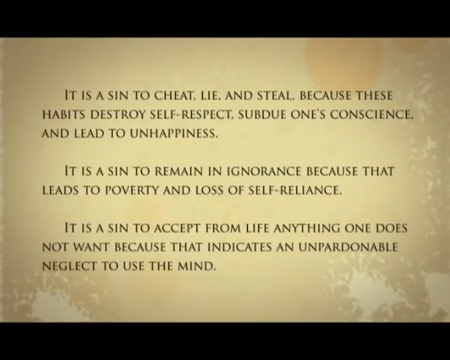 It is a sin to cheat, lie, and steal, because these
habits destroy self-respect, subdue one's conscience,
and lead to unhappiness.
It is a sin to remain in ignorance because that
leads to poverty and loss of self-reliance.
It is a sin to accept from life anything one does
not want because that indicates an unpardonable
neglect to use the mind.